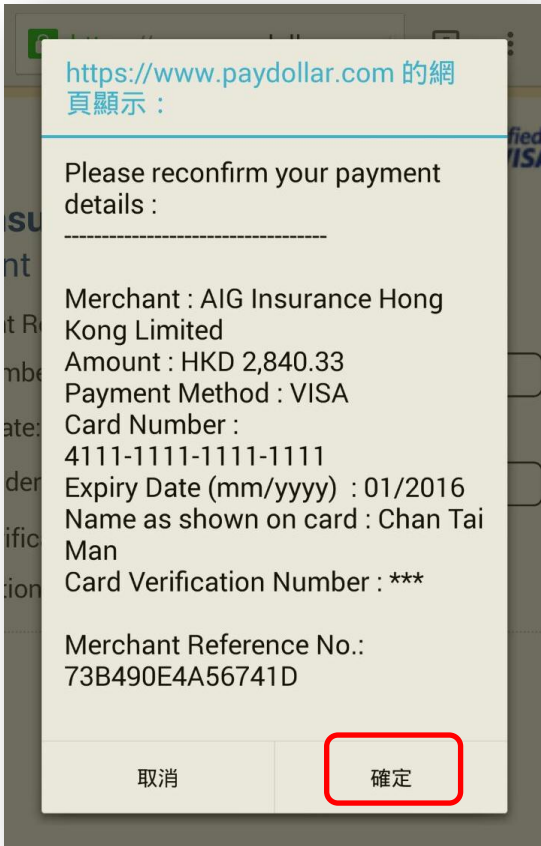 https://www.paydollar.com 的網
頁顯示：
Please reconfirm your payment
details :
-----------------------------------
Merchant : AIG Insurance Hong
Kong Limited
Amount : HKD 2,840.33
Payment Method : VISA
Card Number :
4111-1111-1111-1111
Expiry Date (mm/yyyy)  : 01/2016
Name as shown on card : Chan Tai
Man
Card Verification Number : ***
Merchant Reference No.:
73B490E4A56741D
取消 確定